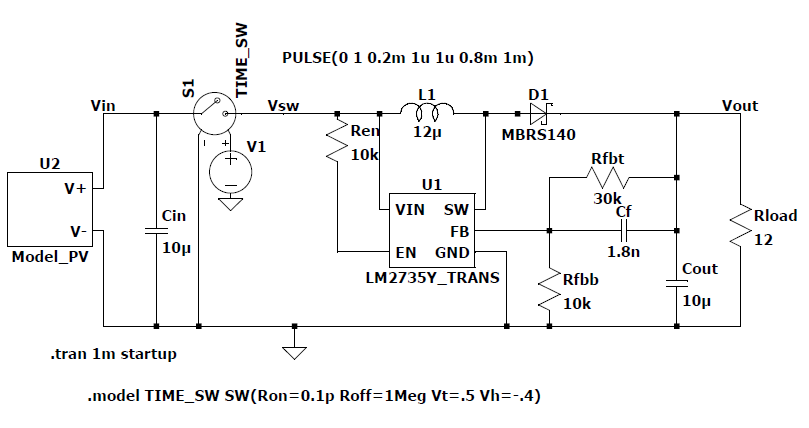 TIME_SW
S1
PULSE(0 1 0.2m 1u 1u 0.8m 1m)
Vin
Vsw
L1
12µ
D1
MBRS140
Vout
V1
Ren
10k
U2
V+
V-
Model_PV
Cin
10µ
U1
VIN SW
FB
EN GND
LM2735Y_TRANS
Rfbt
30k
Cf
1.8n
Rfbb
10k
Cout
10µ
Rload
12
.tran 1m startup
.model TIME_SW SW(Ron=0.1p Roff=1Meg Vt=.5 Vh=-.4)